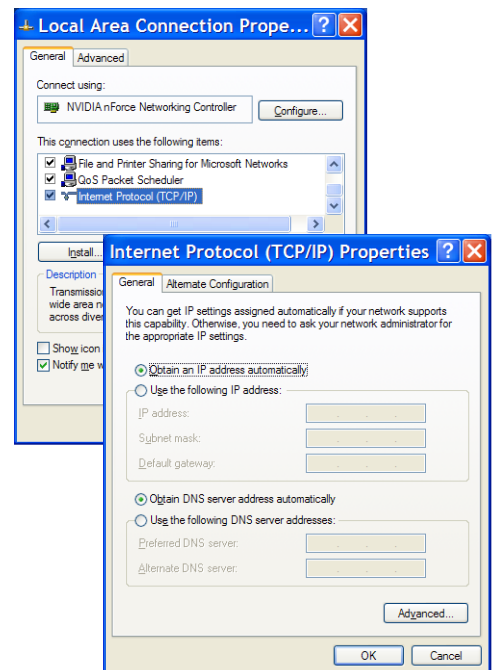 Local Area Connection Prope...
General Advanced
Connect using:
NVIDIA nForce Networking Controller Configure...
This connection uses the following items:
File and Printer Sharing for Microsoft Networks
QoS Packet Scheduler
Internet Protocol (TCP/IP)
Install...
Description
Transmissio
wide area n
across diver
Show icon
Notify me w
Internet Protocol (TCP/IP) Properties
General Alternate Configuration
You can get IP settings assigned automatically if your network supports
this capability. Otherwise, you need to ask your network administrator for
the appropriate IP settings.
Obtain an IP address automatically
Use the following IP address:
IP address:
Subnet mask:
Default gateway:
Obtain DNS server address automatically
Use the following DNS server addresses:
Preferred DNS server:
Alternate DNS server:
Advanced...
OK Cancel